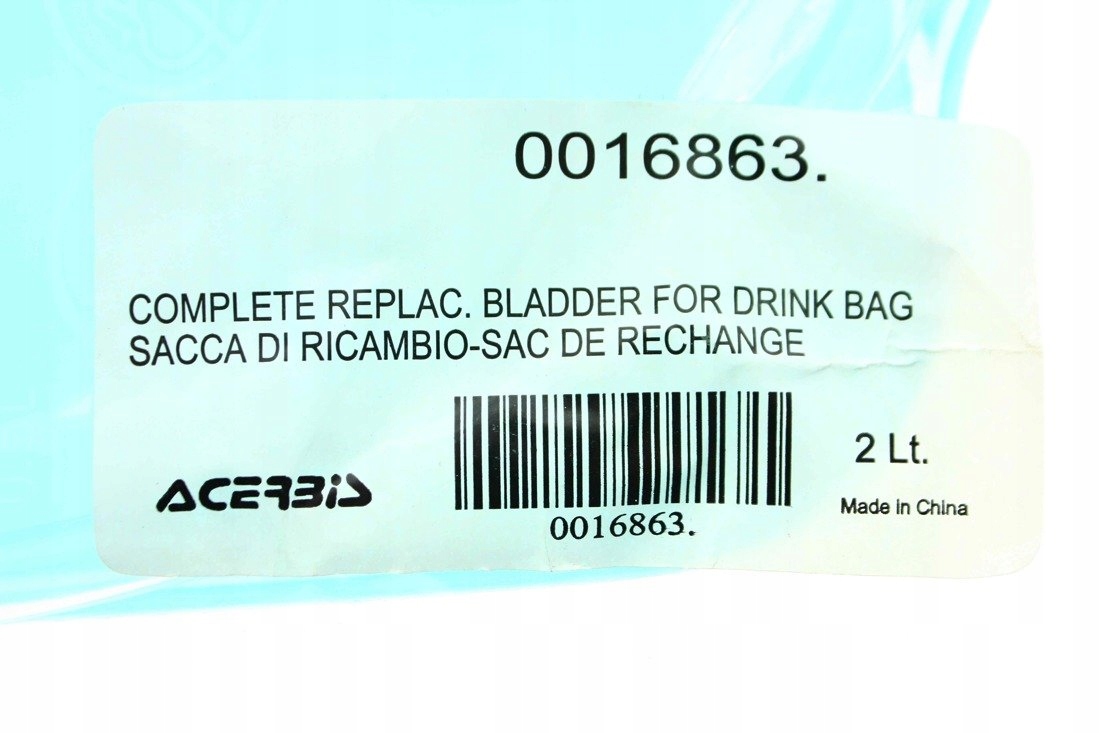 0016863.
COMPLETE REPLAC. BLADDER FOR DRINK BAG
SACCA DI RICAMBIO-SAC DE RECHANGE
ACERBIS
0016863.
2 Lt.
Made in China